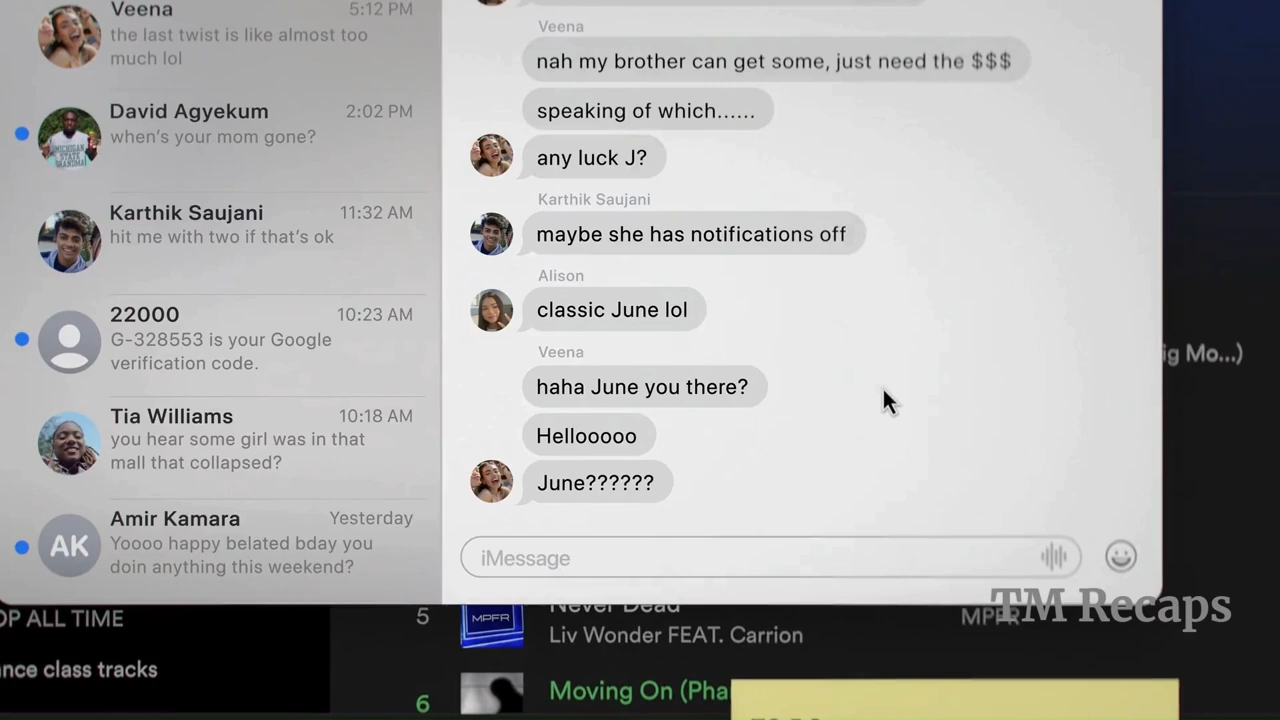 Veena
5:12 PM
the last twist is like almost too
much lol
David Agyekum
2:02 PM
when's your mom gone?
Karthik Saujani
11:32 AM
hit me with two if that's ok
22000
10:23 AM
G-328553 is your Google
verification code.
Tia Williams
10:18 AM
you hear some girl was in that
mall that collapsed?
AK
Amir Kamara
Yesterday
Yoooo happy belated bday you
doin anything this weekend?
Veena
nah my brother can get some, just need the $$$
speaking of which......
any luck J?
Karthik Saujani
maybe she has notifications off
Alison
classic June lol
Veena
haha June you there?
Hellooooo
June??????
iMessage
ig Mo...)
TM Recaps
OP ALL TIME
nce class tracks
5
MPFR
Never Dead
Liv Wonder FEAT. Carrion
MPFR
6
Moving On (Pha